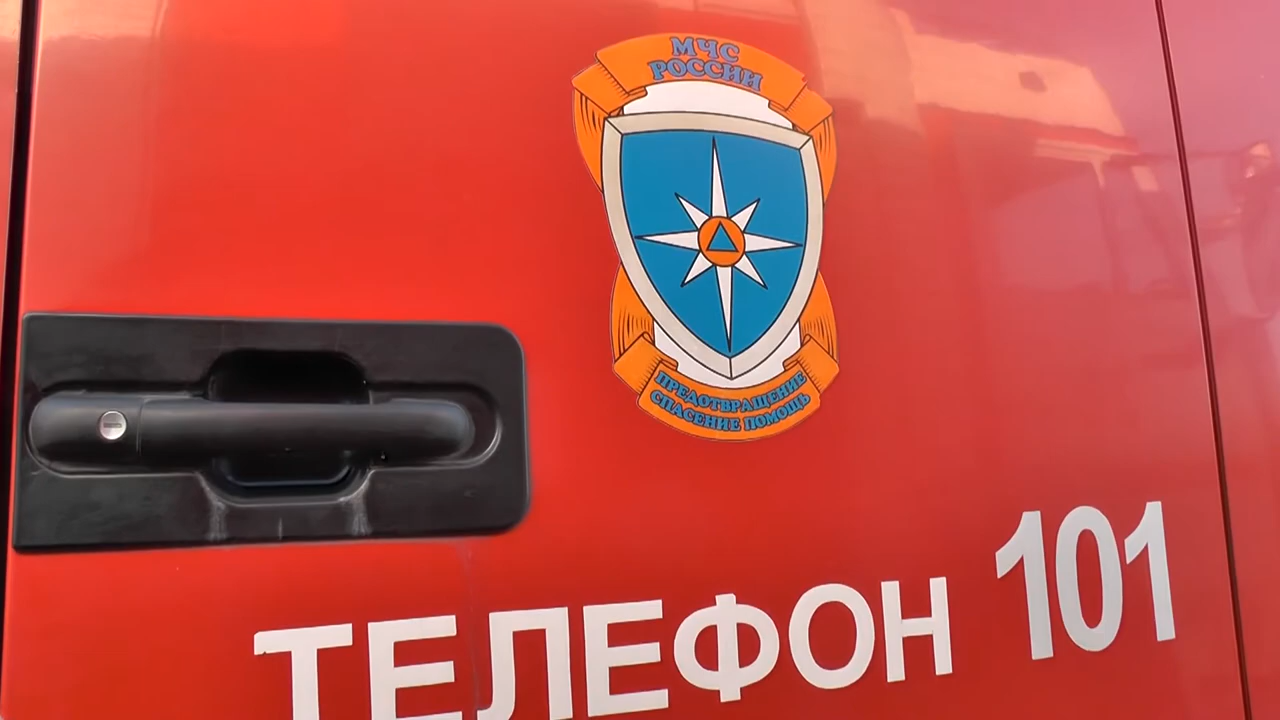 МЧС
РОССИИ
ПРЕДОТВРАЩЕНИЕ
СПАСЕНИЕ ПОМОЩЬ
ТЕЛЕФОН 101